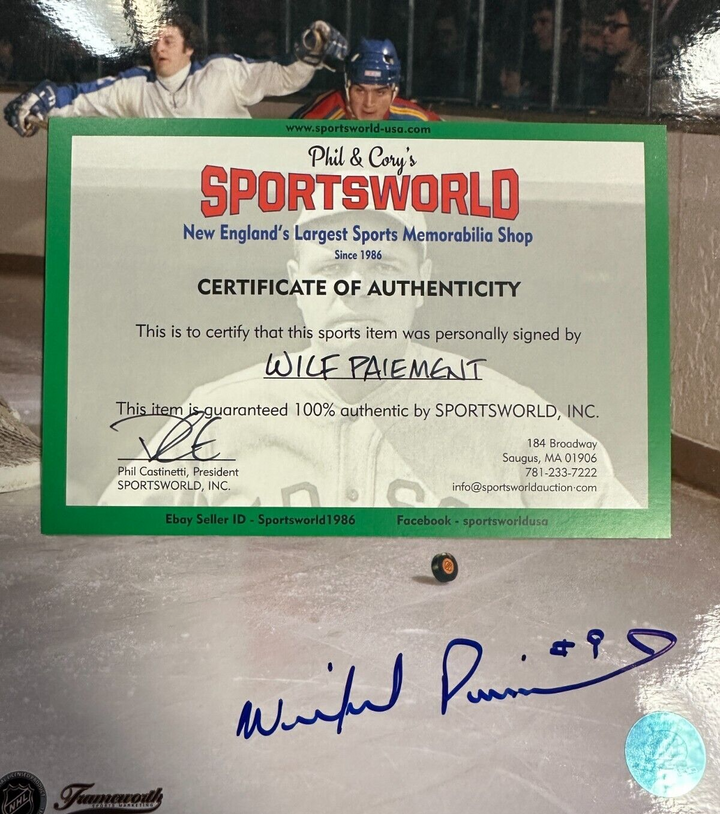 www.sportsworld-usa.com
Phil & Cory's
SPORTSWORLD
New England's Largest Sports Memorabilia Shop
Since 1986
CERTIFICATE OF AUTHENTICITY
This is to certify that this sports item was personally signed by
WILF PAIEMENT
This item is guaranteed 100% authentic by SPORTSWORLD, INC.
Phil Castinetti, President
SPORTSWORLD, INC.
184 Broadway
Saugus, MA 01906
781-233-7222
info@sportsworldauction.com
Ebay Seller ID - Sportsworld1986 Facebook - sportsworldusa
#9
NHL
Frameworth
SPORTS MARKETING